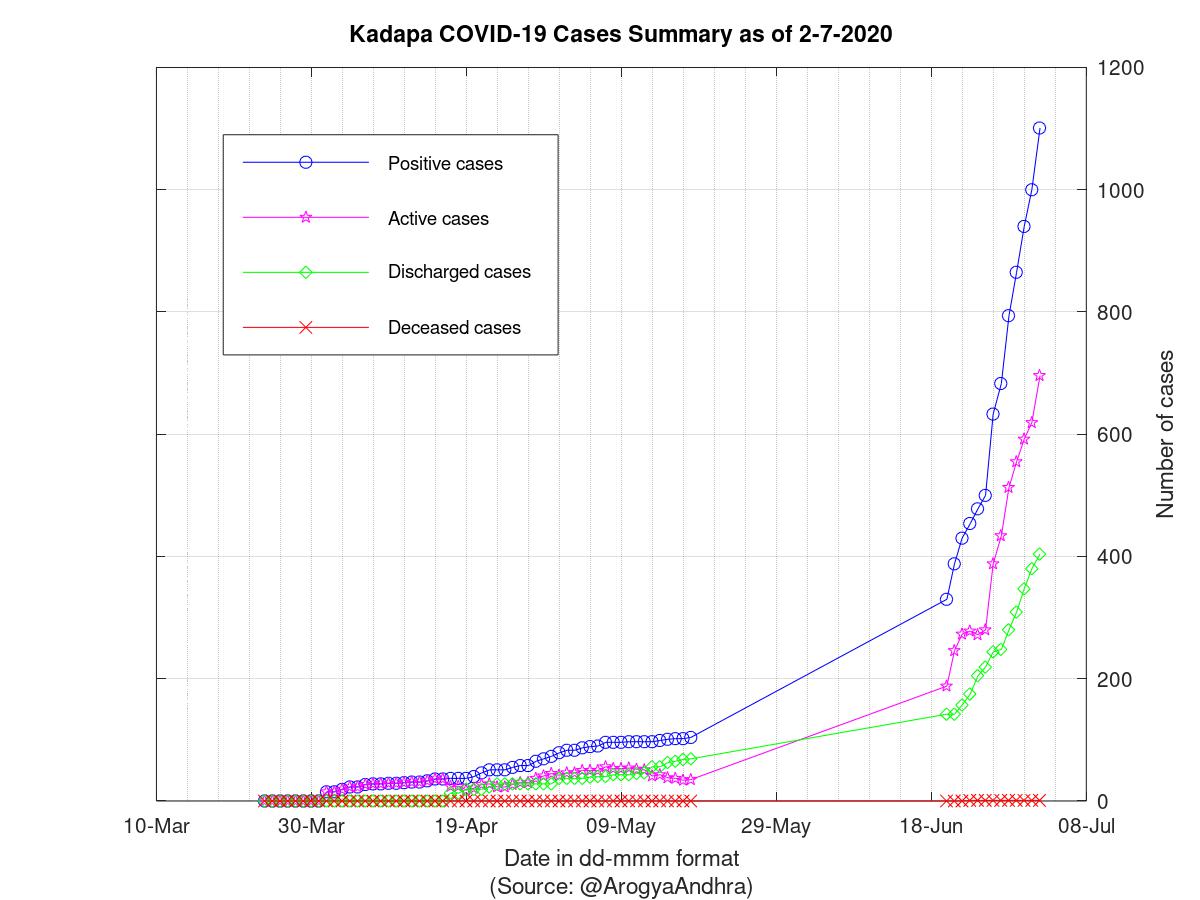 Kadapa COVID-19 Cases Summary as of 2-7-2020
Positive cases
Active cases
Discharged cases
Deceased cases
1200
1000
800
600
400
200
0
Number of cases
10-Mar 30-Mar 19-Apr 09-May 29-May 18-Jun 08-Jul
Date in dd-mmm format
(Source: @ArogyaAndhra)